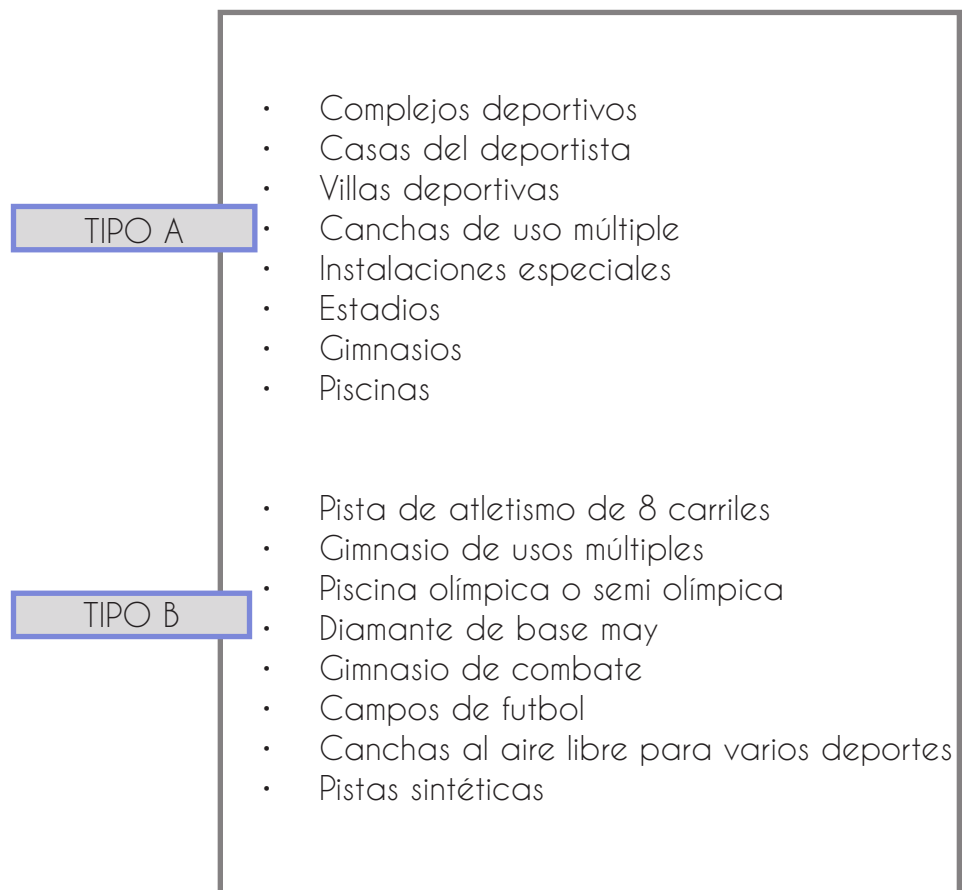 • Complejos deportivos
• Casas del deportista
• Villas deportivas
TIPO A
• Canchas de uso múltiple
• Instalaciones especiales
• Estadios
• Gimnasios
• Piscinas
• Pista de atletismo de 8 carriles
• Gimnasio de usos múltiples
• Piscina olímpica o semi olímpica
TIPO B
• Diamante de base may
• Gimnasio de combate
• Campos de futbol
• Canchas al aire libre para varios deportes
• Pistas sintéticas